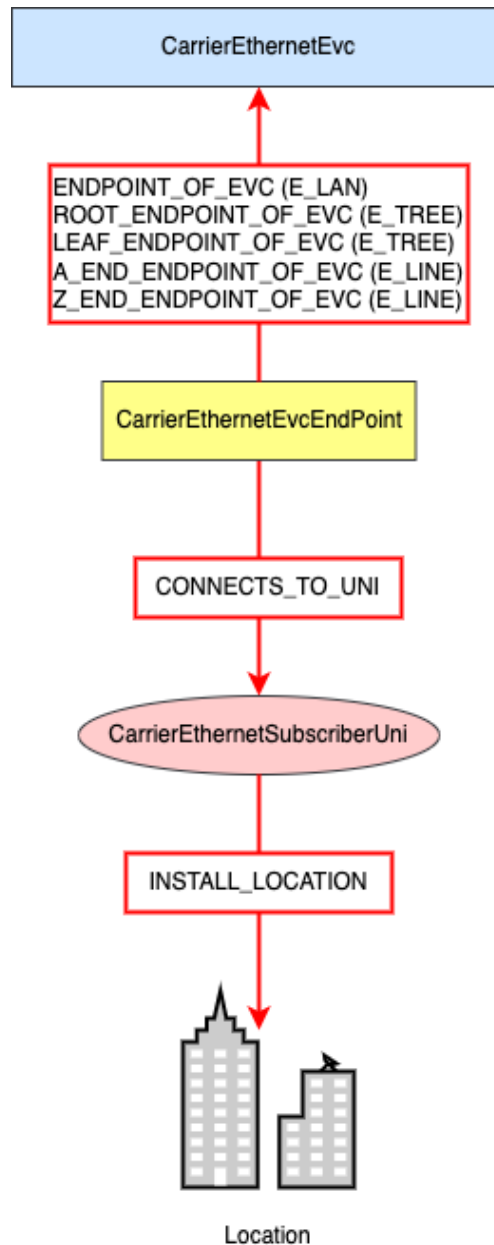 CarrierEthernetEvc
ENDPOINT_OF_EVC (E_LAN)
ROOT_ENDPOINT_OF_EVC (E_TREE)
LEAF_ENDPOINT_OF_EVC (E_TREE)
A_END_ENDPOINT_OF_EVC (E_LINE)
Z_END_ENDPOINT_OF_EVC (E_LINE)
CarrierEthernetEvcEndPoint
CONNECTS_TO_UNI
CarrierEthernetSubscriberUni
INSTALL_LOCATION
Location